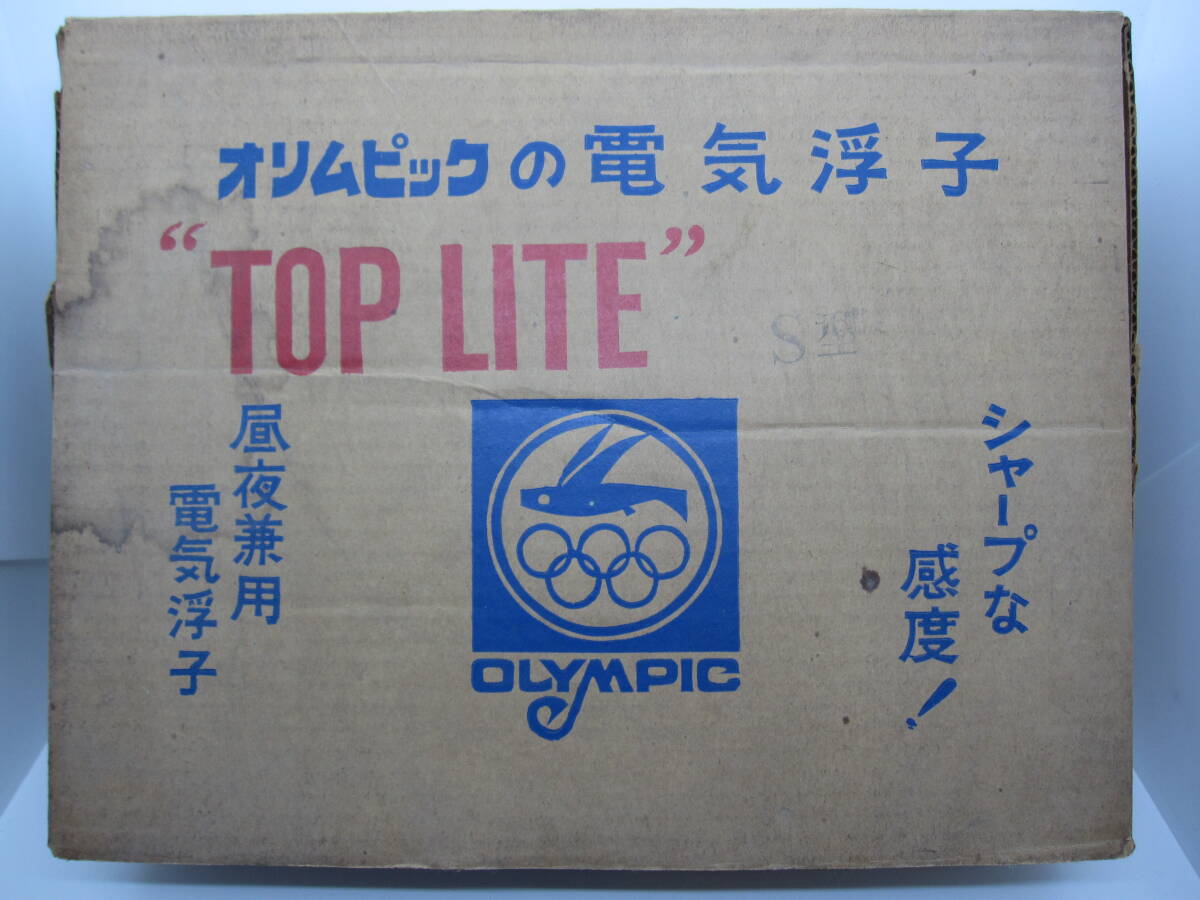 オリムピックの電気浮子
“TOP LITE”
S型
シャープな
感度!
昼夜兼用
電気浮子
OLYMPIC